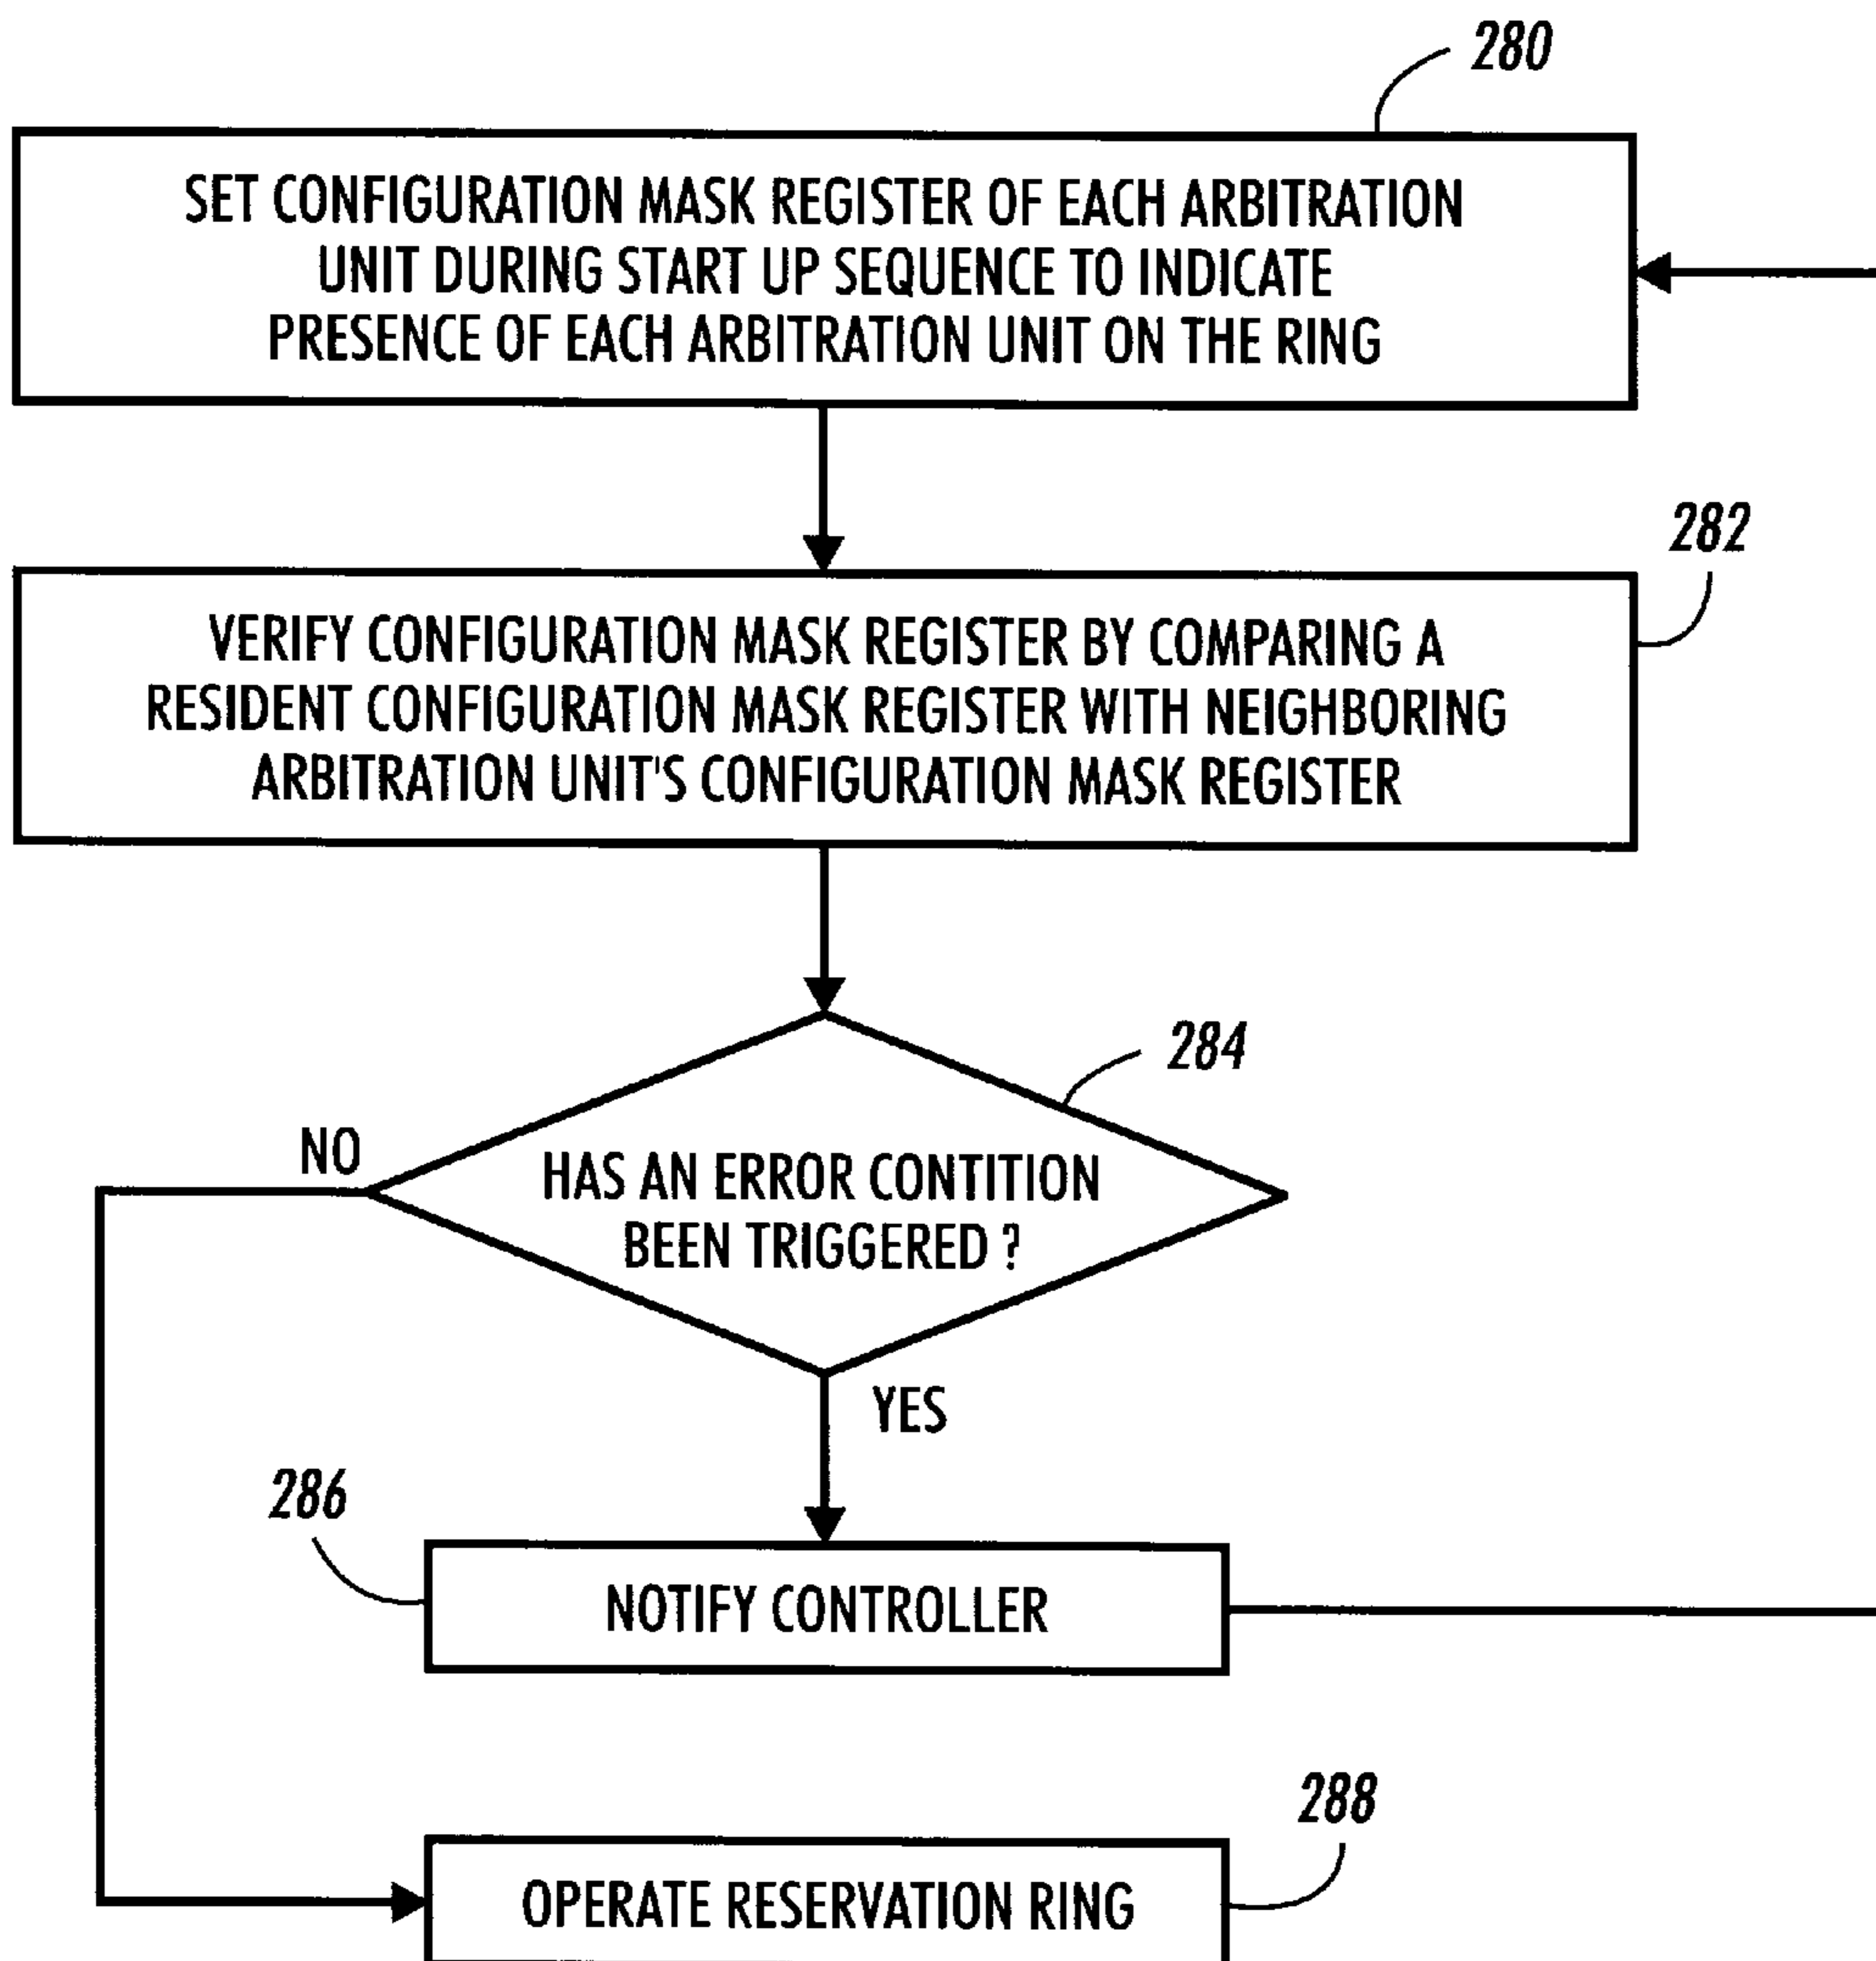 280
SET CONFIGURATION MASK REGISTER OF EACH ARBITRATION
UNIT DURING START UP SEQUENCE TO INDICATE
PRESENCE OF EACH ARBITRATION UNIT ON THE RING
282
VERIFY CONFIGURATION MASK REGISTER BY COMPARING A
RESIDENT CONFIGURATION MASK REGISTER WITH NEIGHBORING
ARBITRATION UNIT'S CONFIGURATION MASK REGISTER
284
NO
HAS AN ERROR CONTITION
BEEN TRIGGERED ?
YES
286
NOTIFY CONTROLLER
288
OPERATE RESERVATION RING